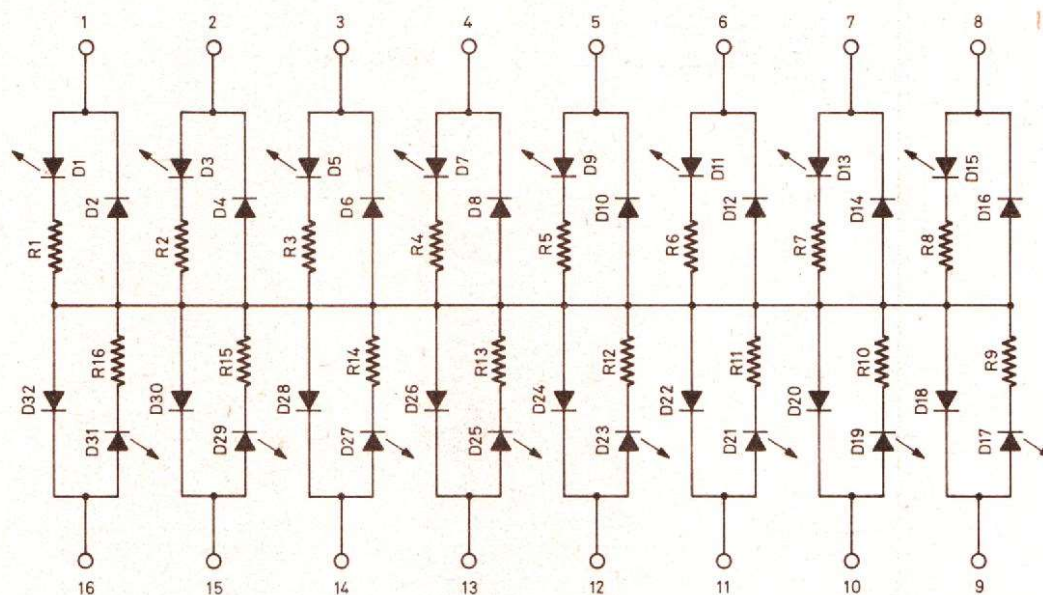 1 2 3 4 5 6 7 8
D1 D3 D5 D7 D9 D11 D13 D15
D2 D4 D6 D8 D10 D12 D14 D16
R1 R2 R3 R4 R5 R6 R7 R8
R16 R15 R14 R13 R12 R11 R10 R9
D32 D30 D28 D26 D24 D22 D20 D18
D31 D29 D27 D25 D23 D21 D19 D17
16 15 14 13 12 11 10 9